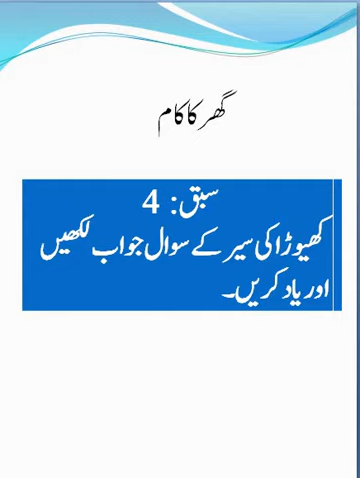 گھر کا کام
سبق: 4
کھیوڑا کی سیر کے سوال جواب لکھیں
اور یاد کریں۔